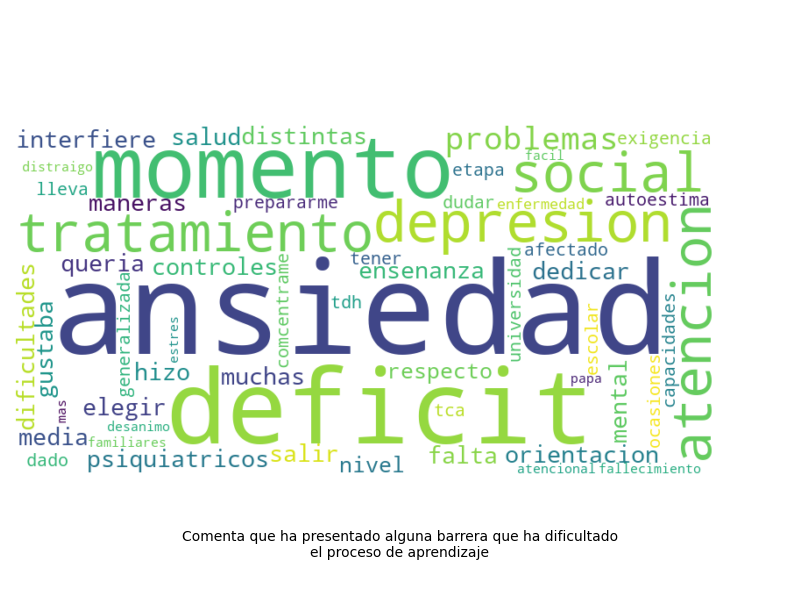 interfiere salud distintas problemas exigencia
distraigo momento etapa facil social
lleva maneras prepararme dudar enfermedad autoestima
tratamiento depresion atencion
queria controles tener ensenanza afectado dedicar
dificultades gustaba generalizada estres comcentrame ansiedad tdh universidad escolar capacidades
hizo muchas respecto papa
mas elegir deficit tca mental ocasiones
media desanimo familiares
dado psiquiatricos salir nivel falta orientacion
atencional fallecimiento
Comenta que ha presentado alguna barrera que ha dificultado
el proceso de aprendizaje